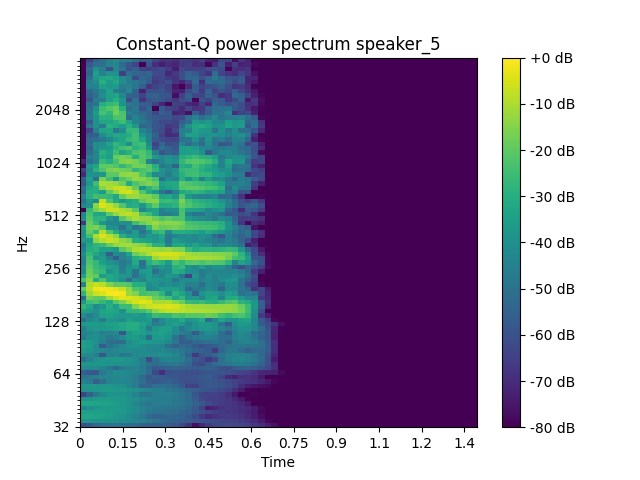 Constant-Q power spectrum speaker_5
+0 dB
-10 dB
-20 dB
-30 dB
-40 dB
-50 dB
-60 dB
-70 dB
-80 dB
Hz
2048
1024
512
256
128
64
32
0 0.15 0.3 0.45 0.6 0.75 0.9 1.1 1.2 1.4
Time